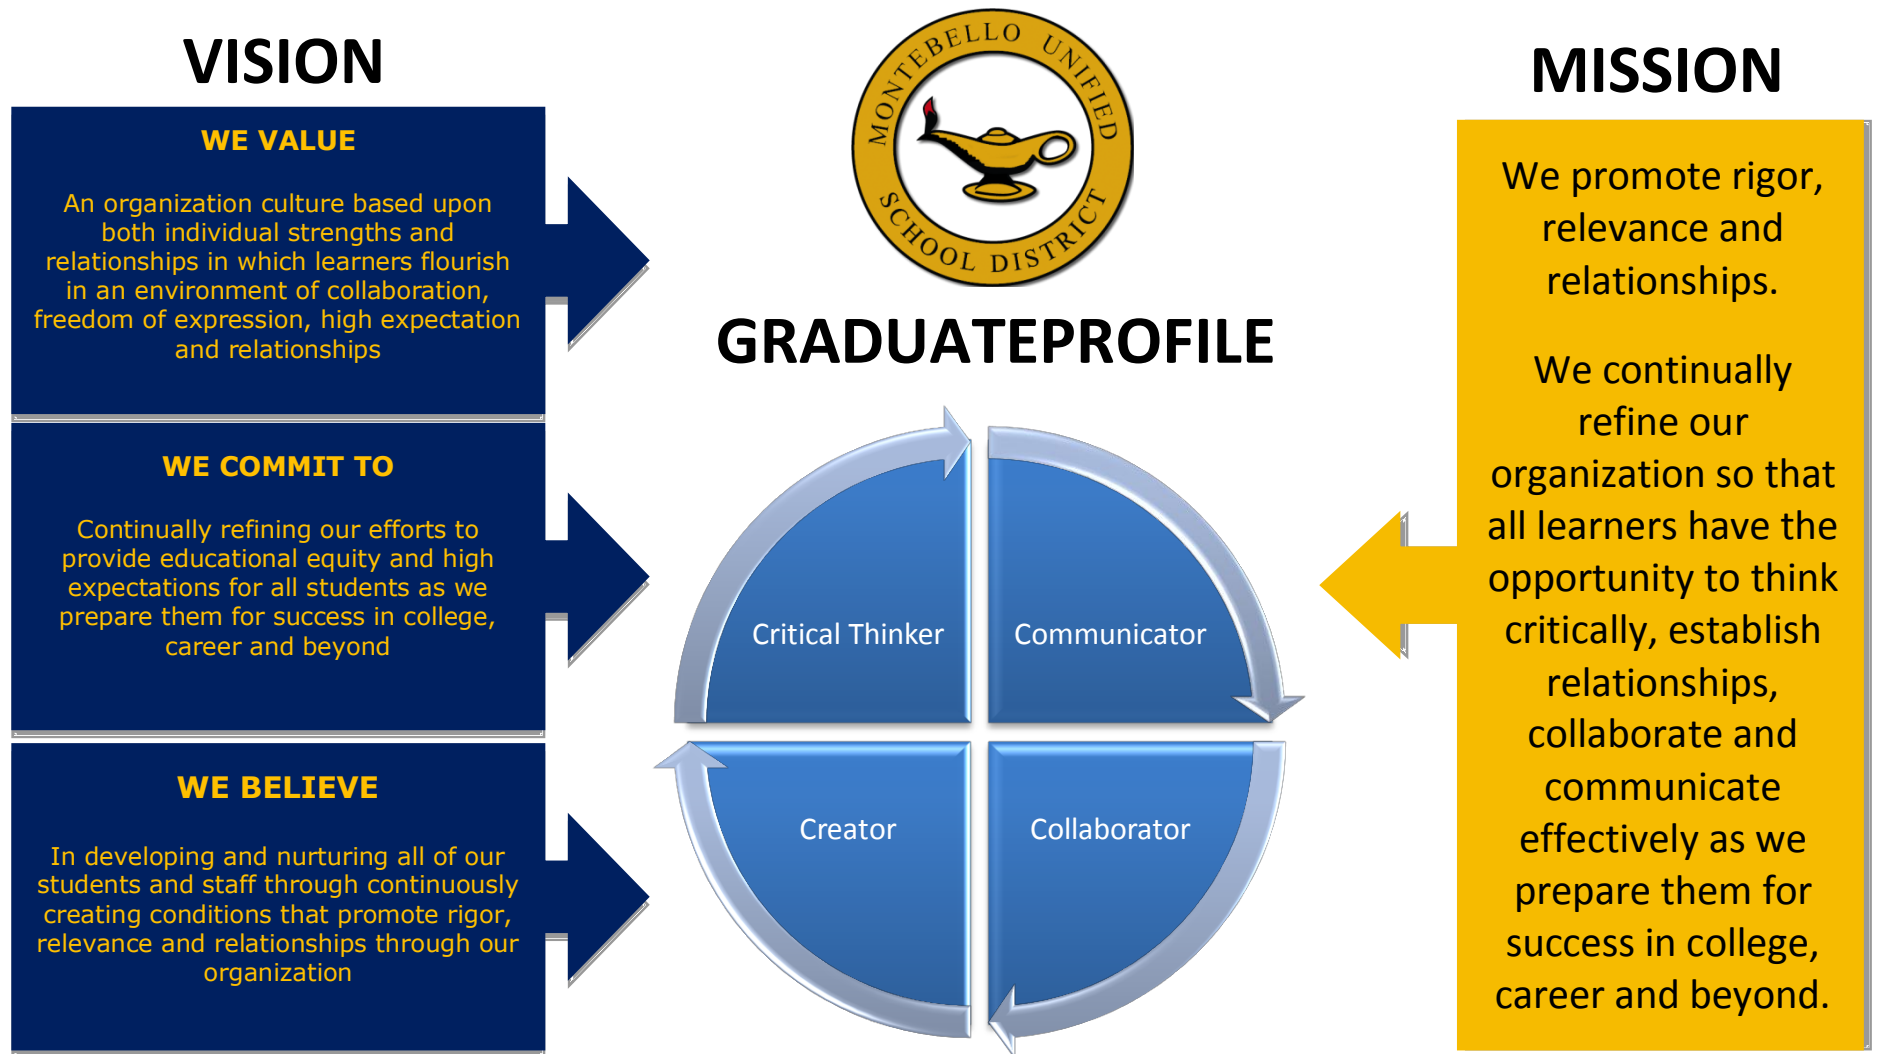 VISION
WE VALUE
An organization culture based upon
both individual strengths and
relationships in which learners flourish
in an environment of collaboration,
freedom of expression, high expectation
and relationships
WE COMMIT TO
Continually refining our efforts to
provide educational equity and high
expectations for all students as we
prepare them for success in college,
career and beyond
WE BELIEVE
In developing and nurturing all of our
students and staff through continuously
creating conditions that promote rigor,
relevance and relationships through our
organization
MONTEBELLO UNIFIED
SCHOOL DISTRICT
GRADUATEPROFILE
Critical Thinker
Communicator
Creator
Collaborator
MISSION
We promote rigor,
relevance and
relationships.
We continually
refine our
organization so that
all learners have the
opportunity to think
critically, establish
relationships,
collaborate and
communicate
effectively as we
prepare them for
success in college,
career and beyond.